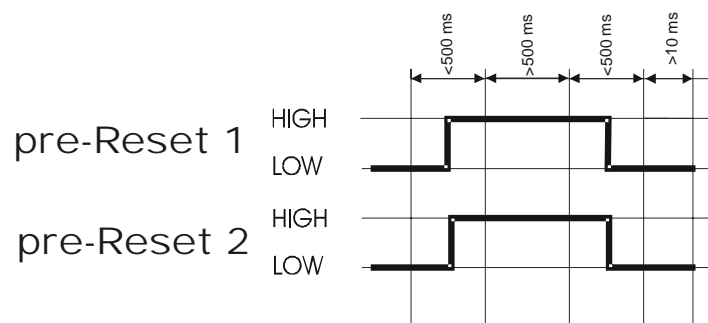 <500 ms
>500 ms
<500 ms
>10 ms
HIGH
pre-Reset 1
LOW
HIGH
pre-Reset 2
LOW